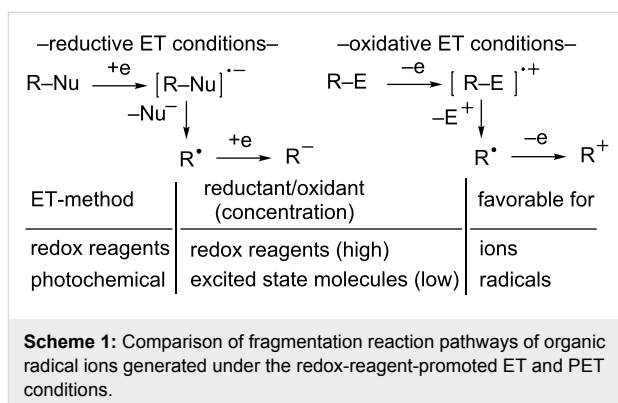 –reductive ET conditions– –oxidative ET conditions–
R–Nu +e [R–Nu]•– R–E –e [ R–E ]•+
–Nu– –E+
R• +e R– R• –e R+
ET-method reductant/oxidant (concentration) favorable for
redox reagents redox reagents (high) ions
photochemical excited state molecules (low) radicals
Scheme 1: Comparison of fragmentation reaction pathways of organic
radical ions generated under the redox-reagent-promoted ET and PET
conditions.